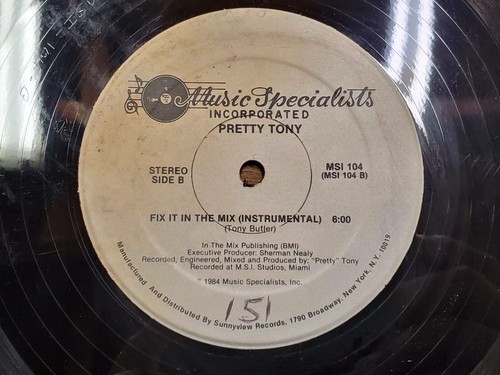 Music Specialists
INCORPORATED
PRETTY TONY
STEREO
SIDE B
MSI 104
(MSI 104 B)
FIX IT IN THE MIX (INSTRUMENTAL) 6:00
(Tony Butler)
In The Mix Publishing (BMI)
Executive Producer: Sherman Nealy
Recorded, Engineered, Mixed and Produced by: "Pretty" Tony
Recorded at M.S.I. Studios, Miami
℗ 1984 Music Specialists, Inc.
151
Manufactured And Distributed By Sunnyview Records, 1790 Broadway, New York, N.Y. 10019